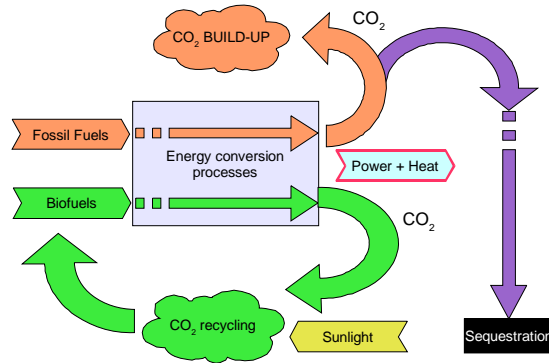 CO₂ BUILD-UP
CO₂
Fossil Fuels
Energy conversion
processes
Power + Heat
Biofuels
CO₂
CO₂ recycling
Sunlight
Sequestration